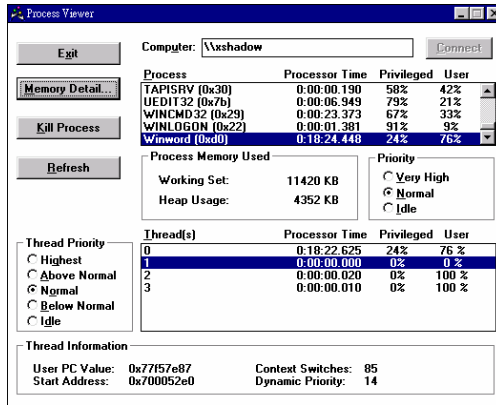 Process Viewer
Exit
Computer: \\xshadow
Connect
Memory Detail...
Kill Process
Refresh
Process Processor Time Privileged User
TAPISRV (0x30) 0:00:00.190 58% 42%
UEDIT32 (0x7b) 0:00:06.949 79% 21%
WINCMD32 (0x29) 0:00:23.373 67% 33%
WINLOGON (0x22) 0:00:01.381 91% 9%
Winword (0xd0) 0:18:24.448 24% 76%
Process Memory Used
Working Set: 11420 KB
Heap Usage: 4352 KB
Priority
Very High
Normal
Idle
Thread Priority
Highest
Above Normal
Normal
Below Normal
Idle
Thread(s) Processor Time Privileged User
0 0:18:22.625 24% 76 %
1 0:00:00.000 0% 0 %
2 0:00:00.020 0% 100 %
3 0:00:00.010 0% 100 %
Thread Information
User PC Value: 0x77f57e87 Context Switches: 85
Start Address: 0x700052e0 Dynamic Priority: 14